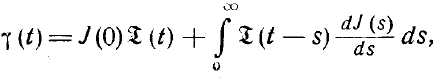 γ(t) = J(0) 𝔗(t) + ∫₀^∞ 𝔗(t − s) dJ(s)/ds ds,